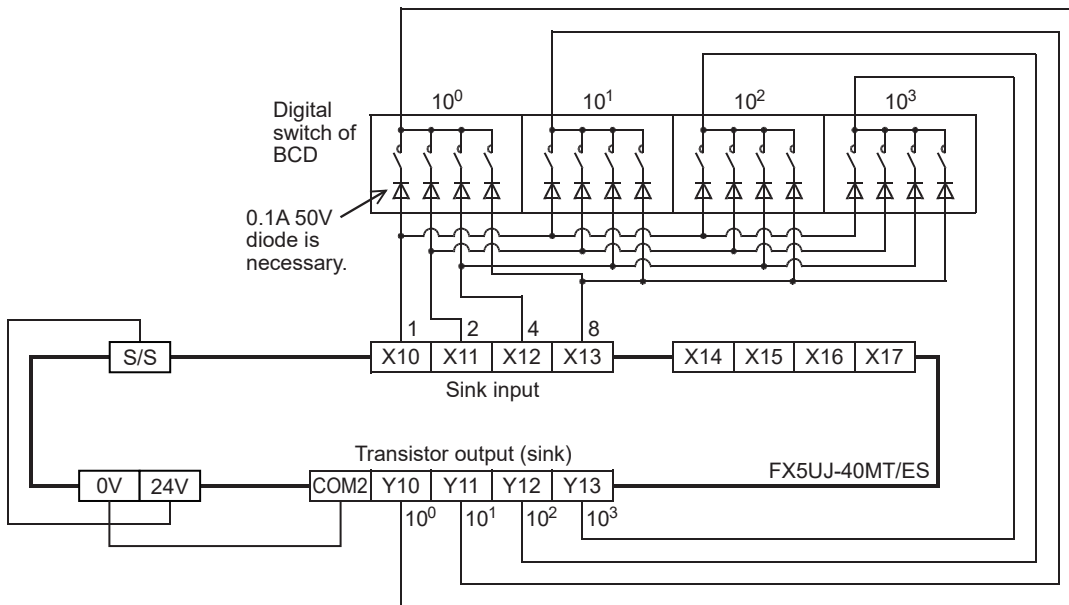 10⁰ 10¹ 10² 10³
Digital
switch of
BCD
0.1A 50V
diode is
necessary.
1 2 4 8
S/S X10 X11 X12 X13 X14 X15 X16 X17
Sink input
Transistor output (sink)
FX5UJ-40MT/ES
0V 24V COM2 Y10 Y11 Y12 Y13
10⁰ 10¹ 10² 10³